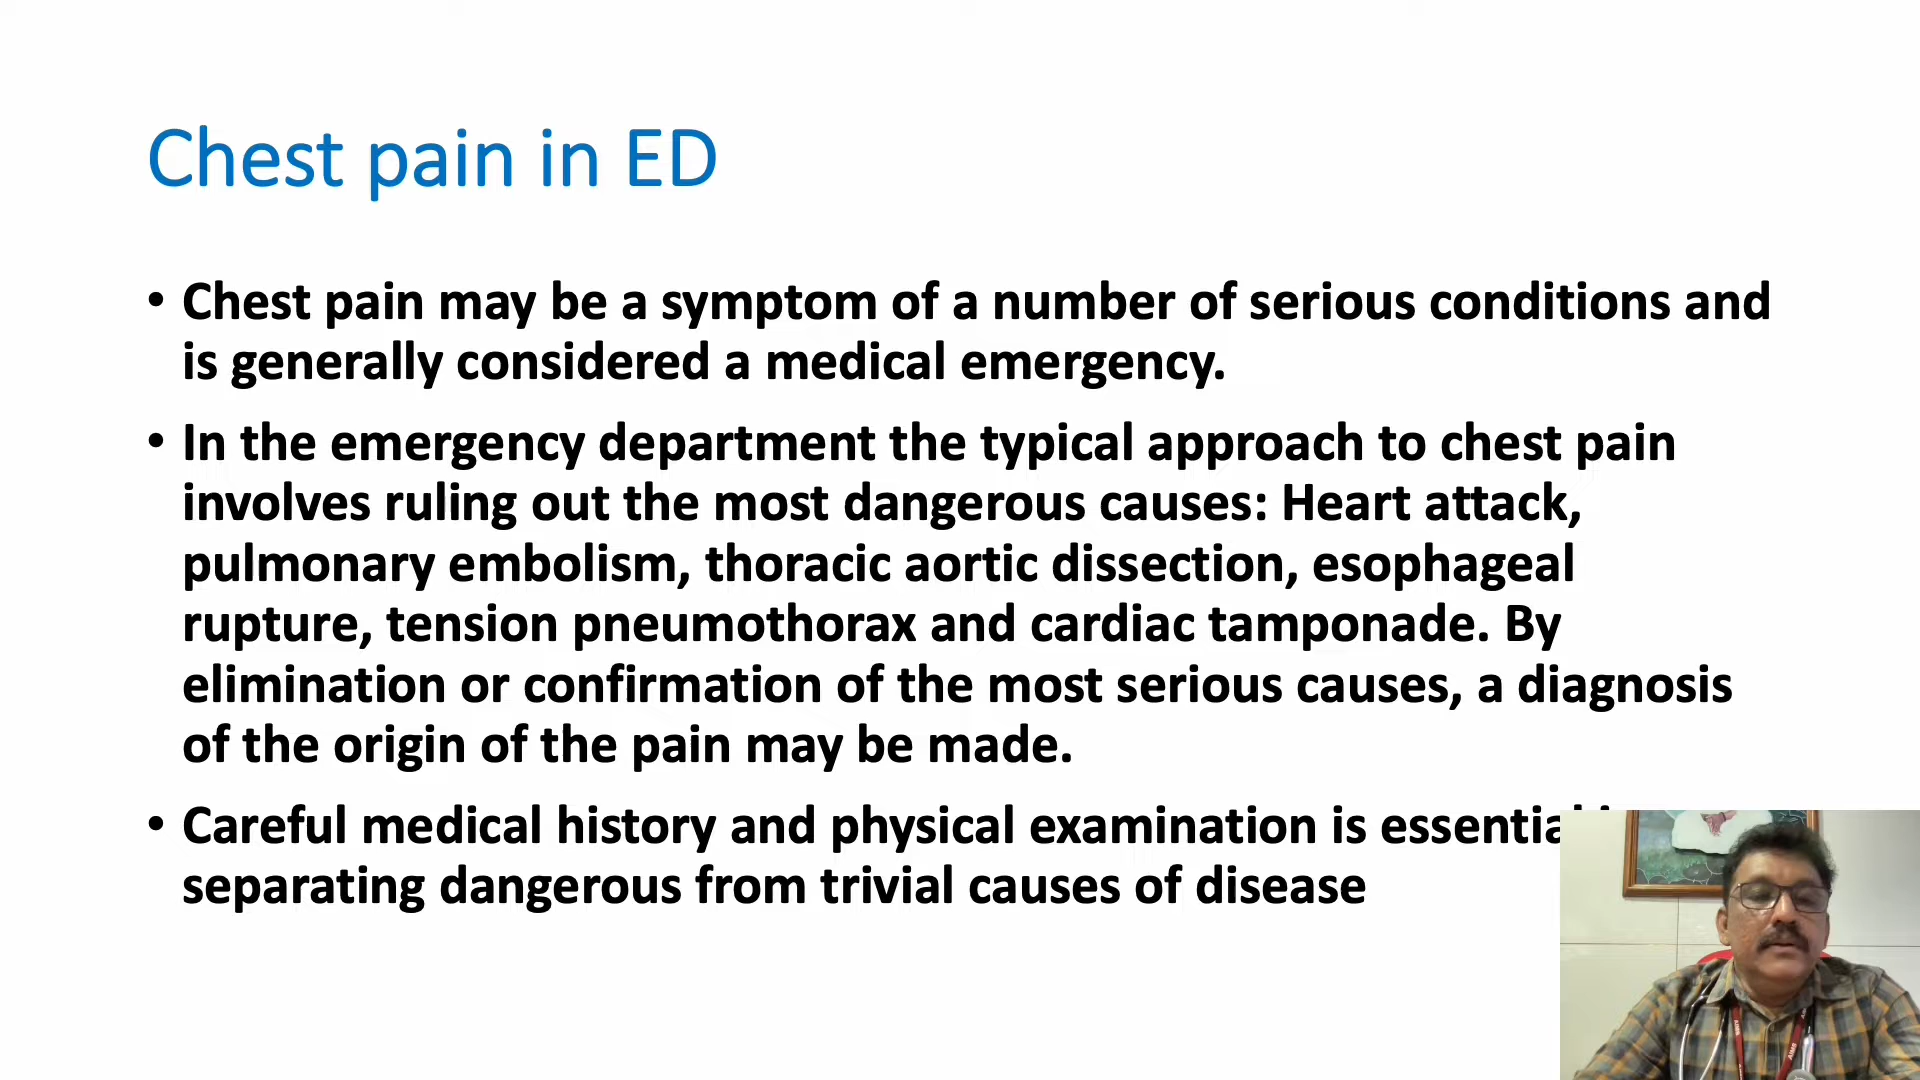 Chest pain in ED
• Chest pain may be a symptom of a number of serious conditions and
is generally considered a medical emergency.
• In the emergency department the typical approach to chest pain
involves ruling out the most dangerous causes: Heart attack,
pulmonary embolism, thoracic aortic dissection, esophageal
rupture, tension pneumothorax and cardiac tamponade. By
elimination or confirmation of the most serious causes, a diagnosis
of the origin of the pain may be made.
• Careful medical history and physical examination is
separating dangerous from trivial causes of disease
AIMS